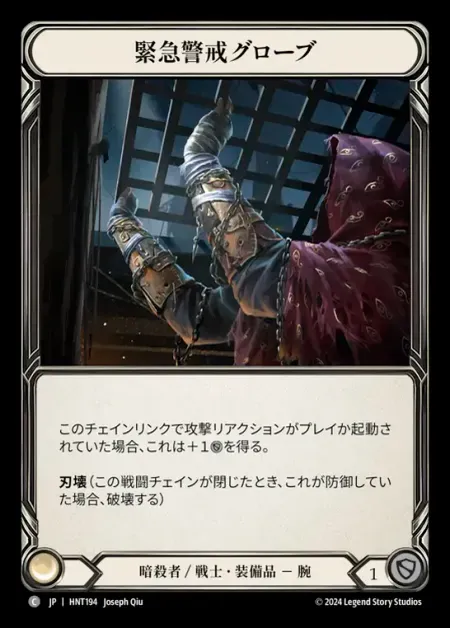 緊急警戒グローブ
このチェインリンクで攻撃リアクションがプレイか起動さ
れていた場合、これは＋1を得る。
刃壊（この戦闘チェインが閉じたとき、これが防御してい
た場合、破壊する）
暗殺者 / 戦士・装備品 － 腕
1
C JP | HNT194 Joseph Qiu
© 2024 Legend Story Studios